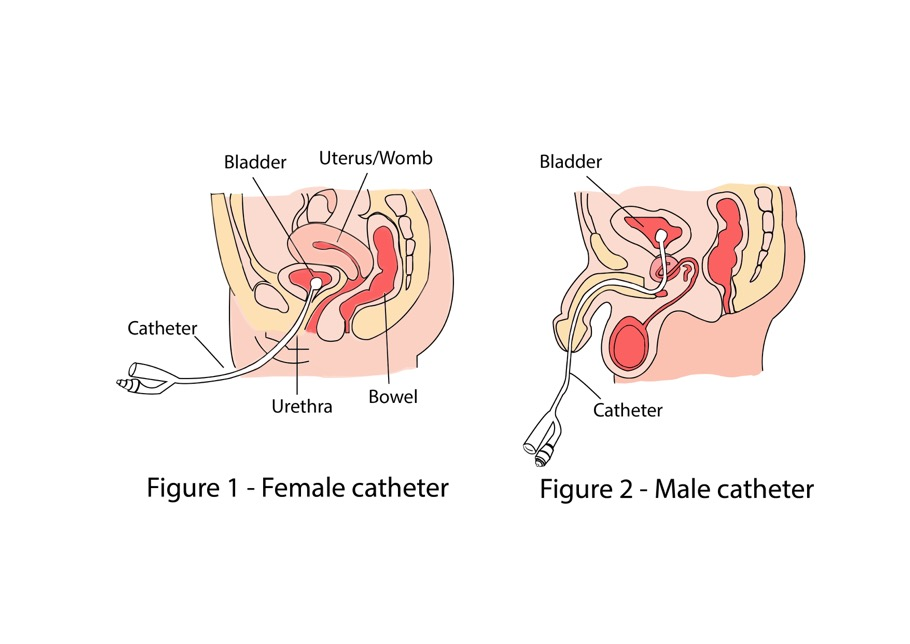 Bladder
Uterus/Womb
Catheter
Urethra
Bowel
Figure 1 - Female catheter
Bladder
Catheter
Figure 2 - Male catheter